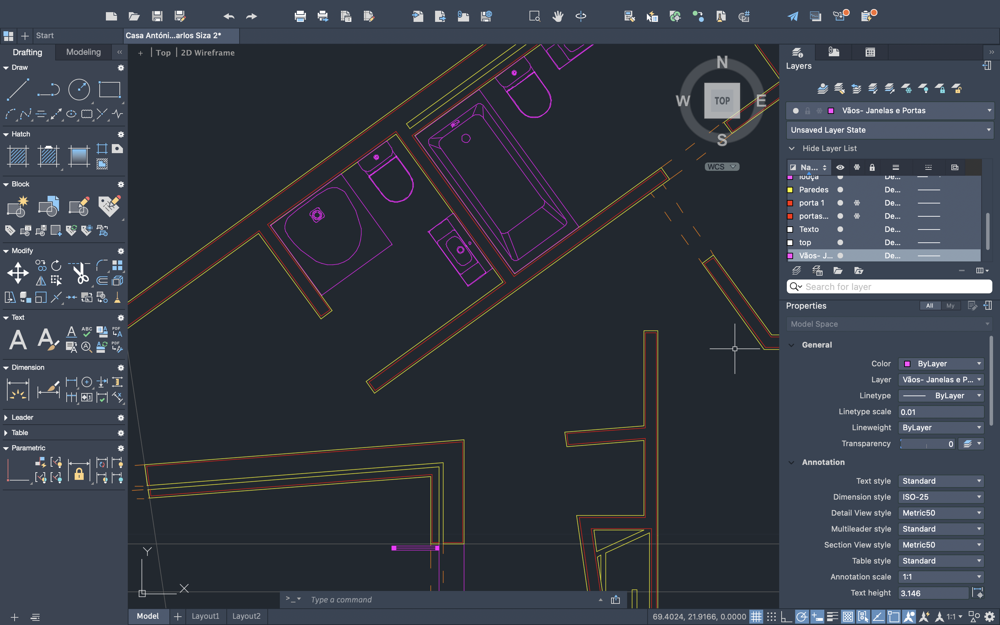 Start
Casa Antóni...arlos Siza 2*
Drafting
Modeling
Top
2D Wireframe
Draw
Hatch
Block
Modify
Text
A
A
A
ABC
A
PDF
A
A
A
A
PDF
Dimension
Leader
Table
Parametric
N
W
TOP
E
S
WCS
Y
X
>_
Type a command
Model
Layout1
Layout2
69.4024, 21.9166, 0.0000
1:1
Layers
Vãos- Janelas e Portas
Unsaved Layer State
Hide Layer List
Na...
louça De...
Paredes De...
porta 1 De...
portas... De...
Texto De...
top De...
Vãos- J... De...
Search for layer
Properties
All
My
Model Space
General
Color ByLayer
Layer Vãos- Janelas e P...
Linetype ByLayer
Linetype scale 0.01
Lineweight ByLayer
Transparency 0
Annotation
Text style Standard
Dimension style ISO-25
Detail View style Metric50
Multileader style Standard
Section View style Metric50
Table style Standard
Annotation scale 1:1
Text height 3.146